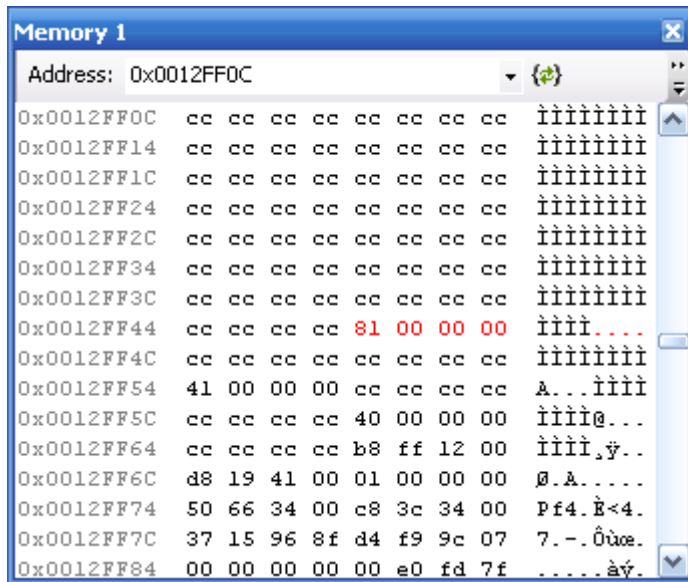 Memory 1
Address: 0x0012FF0C
0x0012FF0C cc cc cc cc cc cc cc cc ÌÌÌÌÌÌÌÌ
0x0012FF14 cc cc cc cc cc cc cc cc ÌÌÌÌÌÌÌÌ
0x0012FF1C cc cc cc cc cc cc cc cc ÌÌÌÌÌÌÌÌ
0x0012FF24 cc cc cc cc cc cc cc cc ÌÌÌÌÌÌÌÌ
0x0012FF2C cc cc cc cc cc cc cc cc ÌÌÌÌÌÌÌÌ
0x0012FF34 cc cc cc cc cc cc cc cc ÌÌÌÌÌÌÌÌ
0x0012FF3C cc cc cc cc cc cc cc cc ÌÌÌÌÌÌÌÌ
0x0012FF44 cc cc cc cc 81 00 00 00 ÌÌÌÌ....
0x0012FF4C cc cc cc cc cc cc cc cc ÌÌÌÌÌÌÌÌ
0x0012FF54 41 00 00 00 cc cc cc cc A...ÌÌÌÌ
0x0012FF5C cc cc cc cc 40 00 00 00 ÌÌÌÌ@...
0x0012FF64 cc cc cc cc b8 ff 12 00 ÌÌÌÌ¸ÿ..
0x0012FF6C d8 19 41 00 01 00 00 00 Ø.A.....
0x0012FF74 50 66 34 00 c8 3c 34 00 Pf4.È<4.
0x0012FF7C 37 15 96 8f d4 f9 9c 07 7.–.Ôùœ.
0x0012FF84 00 00 00 00 00 e0 fd 7f .....àý.